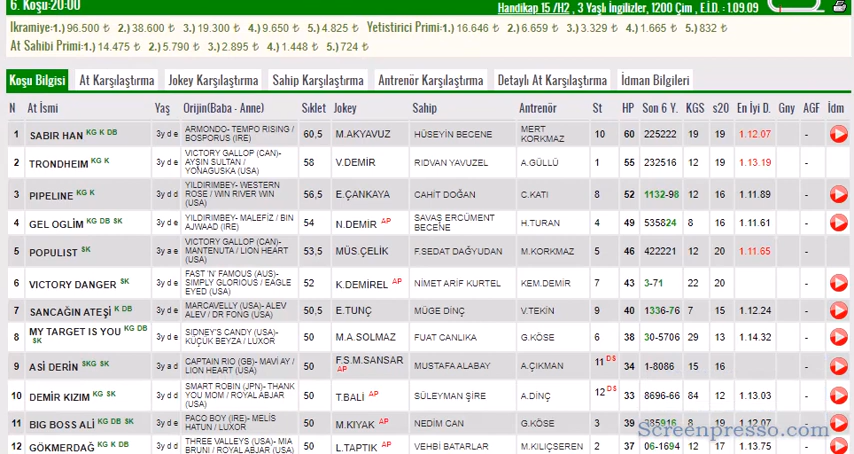 6. Koşu:20:00 Handikap 15 /H2 , 3 Yaşlı İngilizler, 1200 Çim , E.İ.D. : 1.09.09
Ikramiye:1.) 96.500 ₺ 2.) 38.600 ₺ 3.) 19.300 ₺ 4.) 9.650 ₺ 5.) 4.825 ₺ Yetistirici Primi:1.) 16.646 ₺ 2.) 6.659 ₺ 3.) 3.329 ₺ 4.) 1.665 ₺ 5.) 832 ₺
At Sahibi Primi:1.) 14.475 ₺ 2.) 5.790 ₺ 3.) 2.895 ₺ 4.) 1.448 ₺ 5.) 724 ₺
Koşu Bilgisi At Karşılaştırma Jokey Karşılaştırma Sahip Karşılaştırma Antrenör Karşılaştırma Detaylı At Karşılaştırma İdman Bilgileri
N At İsmi Yaş Orijin(Baba - Anne) Sıklet Jokey Sahip Antrenör St HP Son 6 Y. KGS s20 En İyi D. Gny AGF İdm
1 SABIR HAN KG K DB 3y d e ARMONDO- TEMPO RISING / BOSPORUS (IRE) 60,5 M.AKYAVUZ HÜSEYİN BECENE MERT KORKMAZ 10 60 225222 19 19 1.12.07 -
2 TRONDHEIM KG K 3y d e VICTORY GALLOP (CAN)- AYŞIN SULTAN / YONAGUSKA (USA) 58 V.DEMİR RIDVAN YAVUZEL A.GÜLLÜ 1 55 232516 12 19 1.13.19 -
3 PIPELINE KG K 3y d d YILDIRIMBEY- WESTERN ROSE / WIN RIVER WIN (USA) 56,5 E.ÇANKAYA CAHİT DOĞAN C.KATI 8 52 1132-98 12 16 1.11.89 -
4 GEL OGLİM KG DB SK 3y d e YILDIRIMBEY- MALEFİZ / BIN AJWAAD (IRE) 54 N.DEMİR AP SAVAŞ ERCÜMENT BECENE H.TURAN 4 49 535824 8 16 1.11.61 -
5 POPULIST SK 3y a e VICTORY GALLOP (CAN)- MANTENUTA / LION HEART (USA) 53,5 MÜS.ÇELİK F.SEDAT DAĞYUDAN M.KORKMAZ 5 46 422221 12 20 1.11.65 -
6 VICTORY DANGER SK 3y d e FAST 'N' FAMOUS (AUS)- SIMPLY GLORIOUS / EAGLE EYED (USA) 52 K.DEMİREL AP NİMET ARİF KURTEL KEM.DEMİR 7 43 3-71 22 20 -
7 SANCAĞIN ATEŞİ K DB 3y d e MARCAVELLY (USA)- ALEV ALEV / DR FONG (USA) 50,5 E.TUNÇ MÜGE DİNÇ V.TEKİN 9 40 1336-76 7 15 1.12.24 -
8 MY TARGET IS YOU KG DB SK 3y d d SIDNEY'S CANDY (USA)- KÜÇÜK BEYZA / LUXOR 50 M.A.SOLMAZ FUAT CANLIKA G.KÖSE 6 38 30-5706 29 13 1.14.32 -
9 ASİ DERİN SKG SK 3y a d CAPTAIN RIO (GB)- MAVİ AY / LION HEART (USA) 50 F.S.M.SANSAR AP MUSTAFA ALABAY A.ÇIKMAN 11 DS 34 1-8086 15 16 -
10 DEMİR KIZIM KG SK 3y d d SMART ROBIN (JPN)- THANK YOU MOM / ROYAL ABJAR (USA) 50 T.BALİ AP SÜLEYMAN ŞİRE A.DİNÇ 12 DS 33 8696-66 84 12 1.13.03 -
11 BIG BOSS ALİ KG DB SK 3y d e PACO BOY (IRE)- MELİS HATUN / LUXOR 50 M.KIYAK AP NEDİM CAN G.KÖSE 3 39 385916 8 19 1.12.07 -
12 GÖKMERDAĞ KG K DB 3y d e THREE VALLEYS (USA)- MIA BRUNI / ROYAL ABJAR (USA) 50 L.TAPTIK AP VEHBİ BATARLAR M.KILIÇSEREN 2 37 06-1694 12 17 1.13.75 -
Screenpresso.com